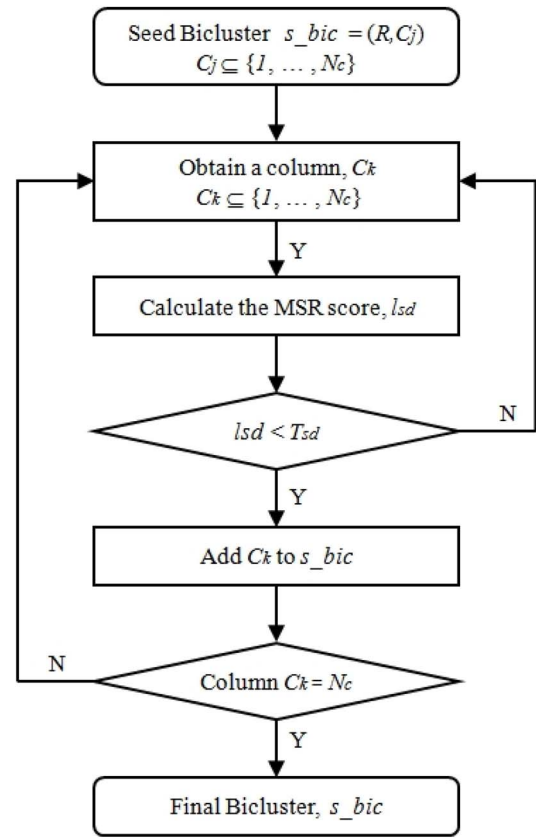 Seed Bicluster s_bic = (R,Cj)
Cj ⊆ {1, … , Nc}
Obtain a column, Ck
Ck ⊆ {1, … , Nc}
Y
Calculate the MSR score, lsd
lsd < Tsd
N
Y
Add Ck to s_bic
N
Column Ck = Nc
Y
Final Bicluster, s_bic